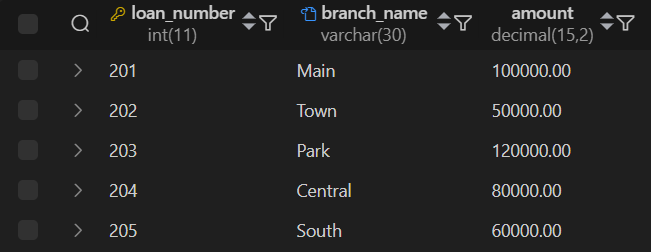 loan_number branch_name amount
int(11) varchar(30) decimal(15,2)
201 Main 100000.00
202 Town 50000.00
203 Park 120000.00
204 Central 80000.00
205 South 60000.00